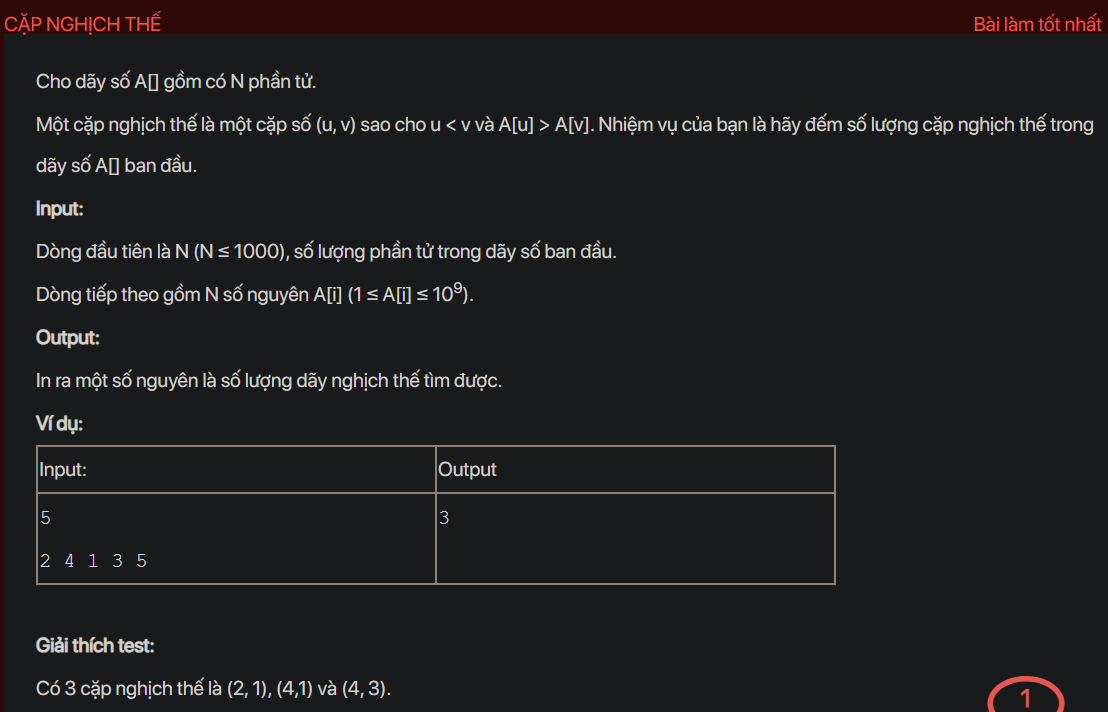 CẶP NGHỊCH THẾ
Bài làm tốt nhất
Cho dãy số A[] gồm có N phần tử.
Một cặp nghịch thế là một cặp số (u, v) sao cho u < v và A[u] > A[v]. Nhiệm vụ của bạn là hãy đếm số lượng cặp nghịch thế trong
dãy số A[] ban đầu.
Input:
Dòng đầu tiên là N (N ≤ 1000), số lượng phần tử trong dãy số ban đầu.
Dòng tiếp theo gồm N số nguyên A[i] (1 ≤ A[i] ≤ 10⁹).
Output:
In ra một số nguyên là số lượng dãy nghịch thế tìm được.
Ví dụ:
Input: Output
5 3
2 4 1 3 5
Giải thích test:
Có 3 cặp nghịch thế là (2, 1), (4,1) và (4, 3).
1